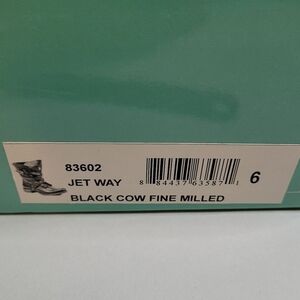 83602
JET WAY
8 84437 63587 1
6
BLACK COW FINE MILLED